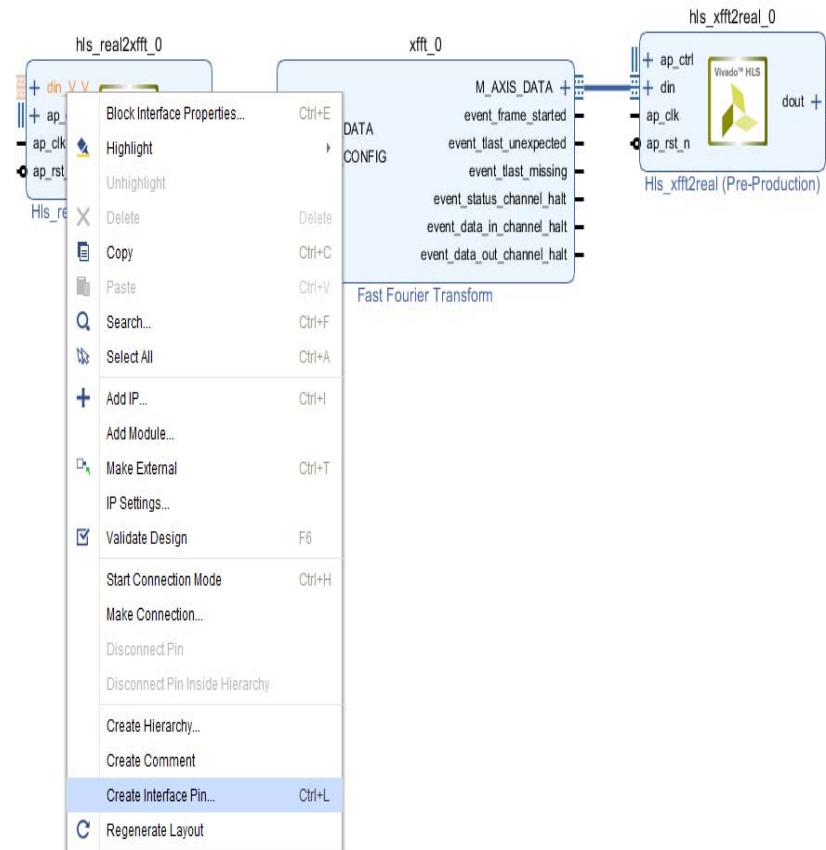 hls_real2xfft_0
din_V_V
ap_
ap_clk
ap_rst
Hls_re
xfft_0
DATA
CONFIG
M_AXIS_DATA
event_frame_started
event_tlast_unexpected
event_tlast_missing
event_status_channel_halt
event_data_in_channel_halt
event_data_out_channel_halt
Fast Fourier Transform
hls_xfft2real_0
ap_ctrl
din
ap_clk
ap_rst_n
Vivado™ HLS
dout
Hls_xfft2real (Pre-Production)
Block Interface Properties... Ctrl+E
Highlight
Unhighlight
Delete Delete
Copy Ctrl+C
Paste Ctrl+V
Search... Ctrl+F
Select All Ctrl+A
Add IP... Ctrl+I
Add Module...
Make External Ctrl+T
IP Settings...
Validate Design F6
Start Connection Mode Ctrl+H
Make Connection...
Disconnect Pin
Disconnect Pin Inside Hierarchy
Create Hierarchy...
Create Comment
Create Interface Pin... Ctrl+L
Regenerate Layout